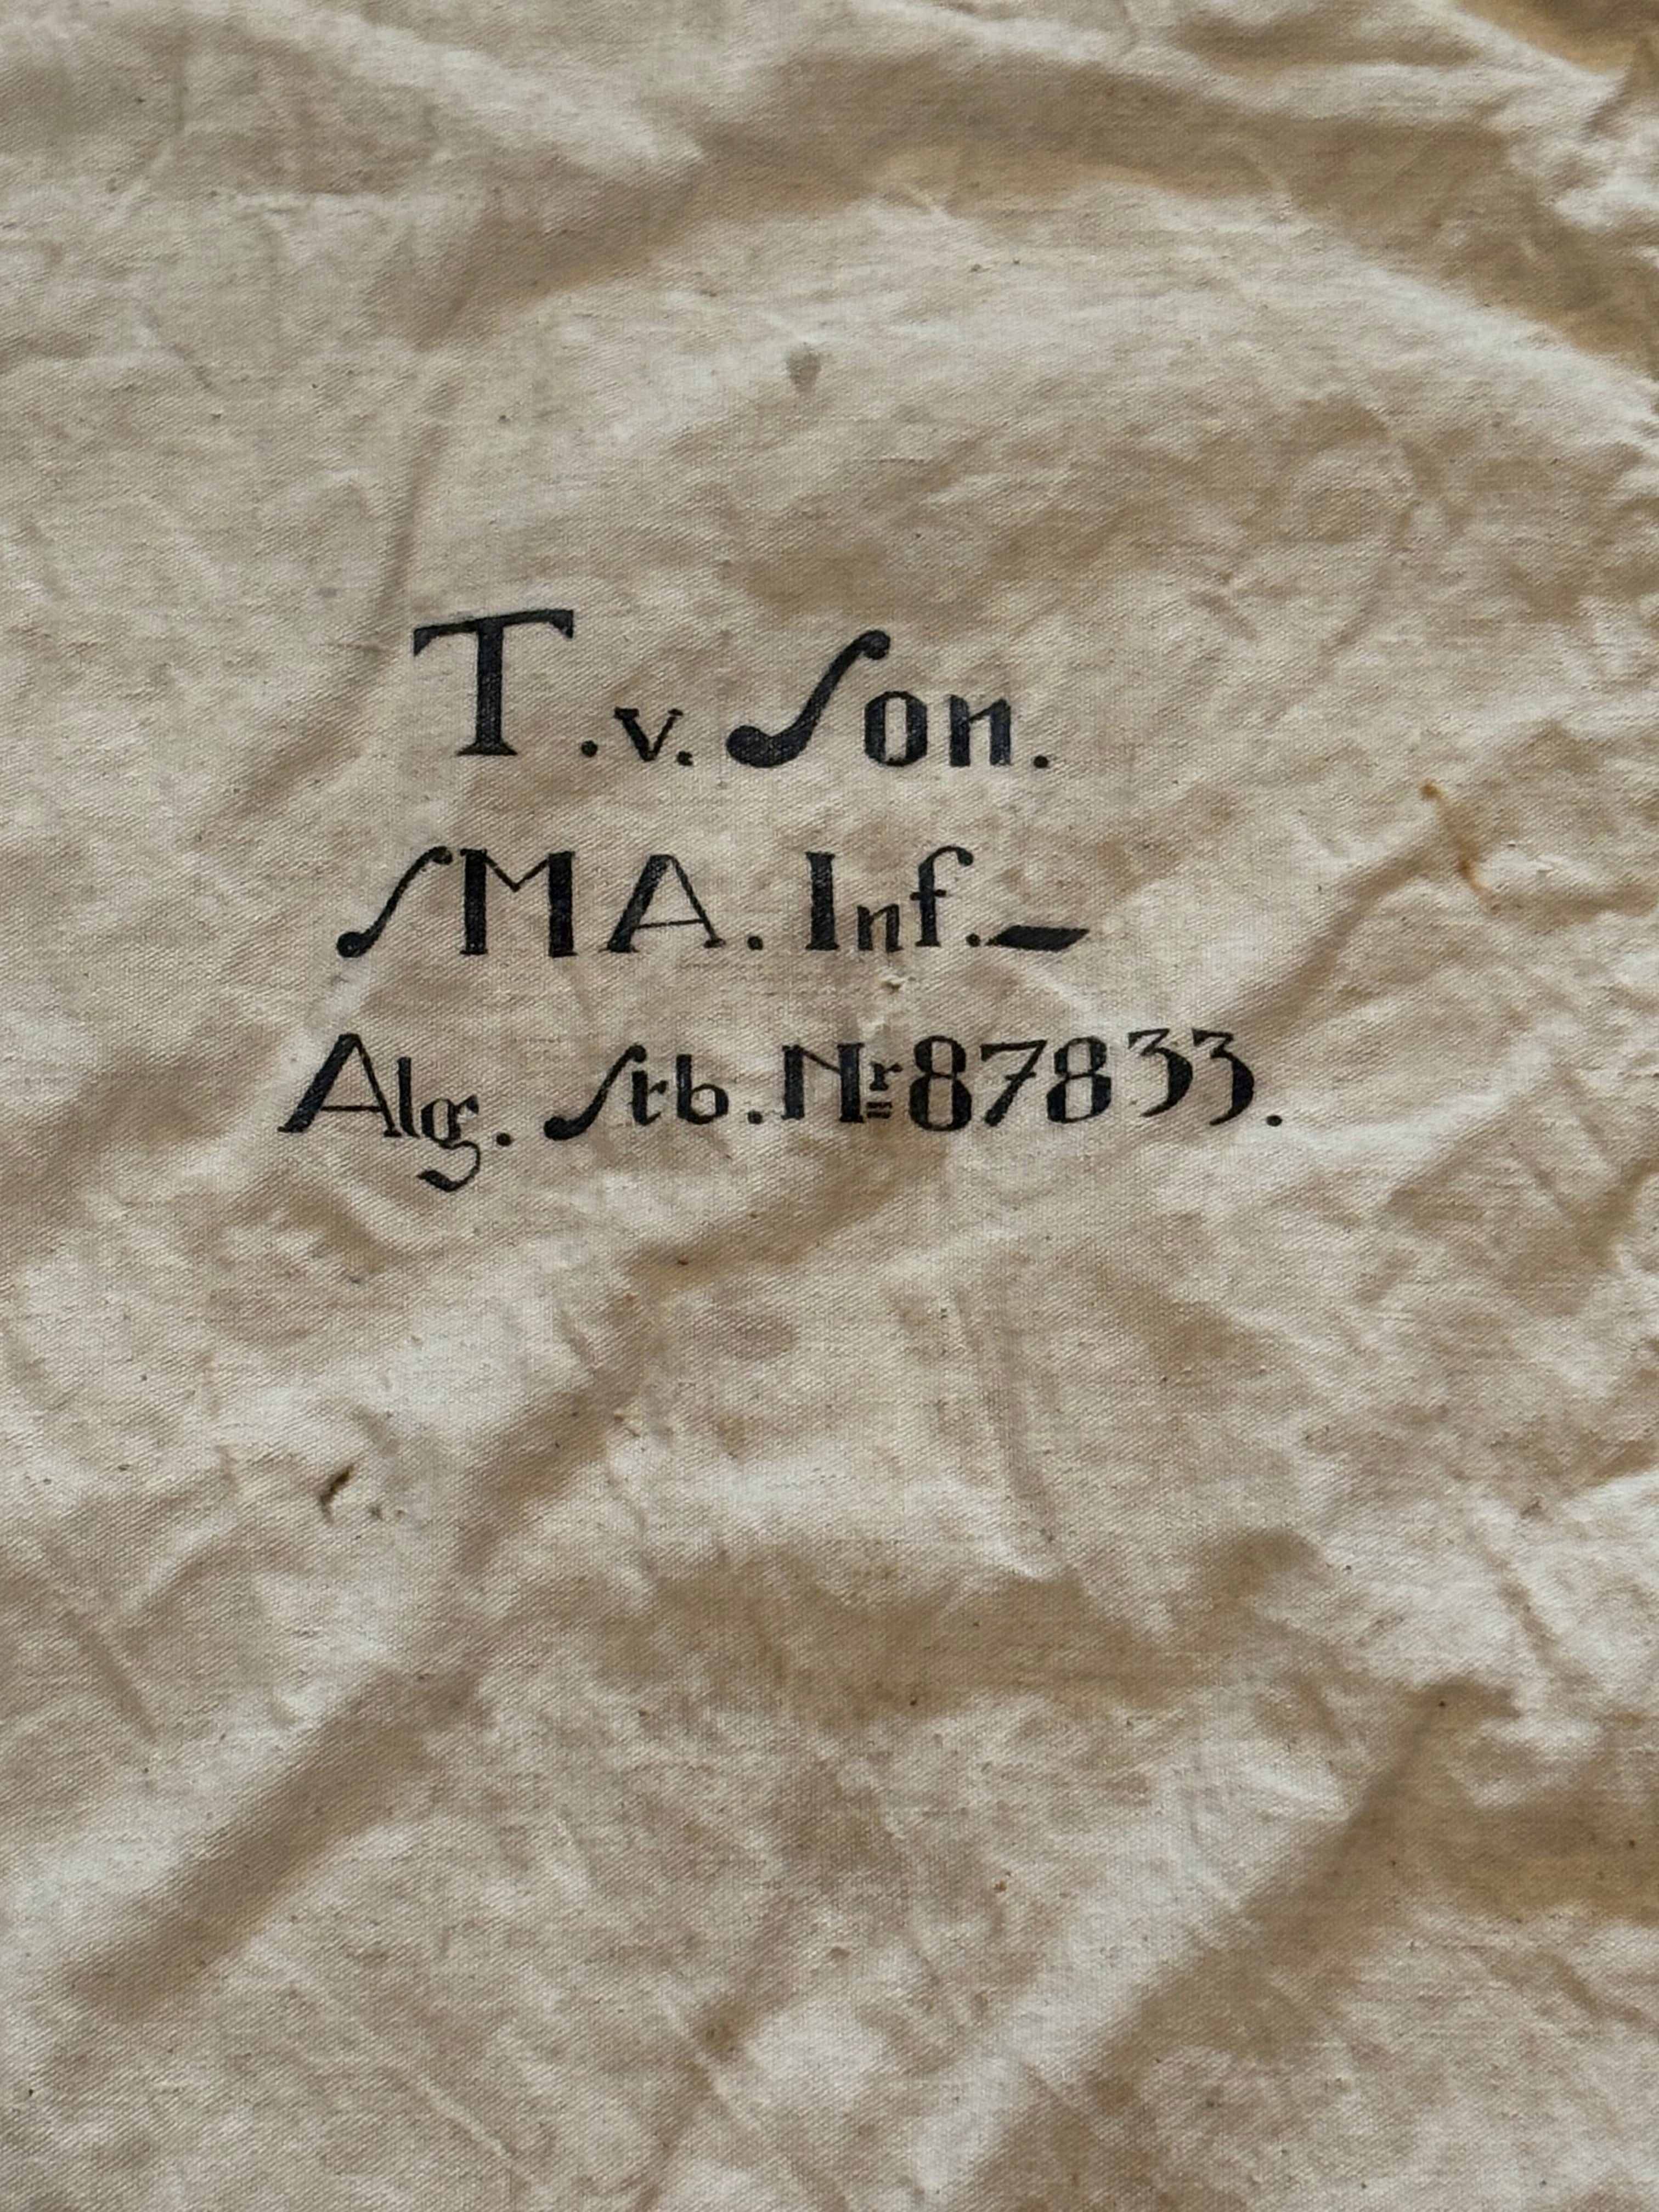 T.v. Son.
SMA. Inf.-
Alg. Stb. Nr 87833.